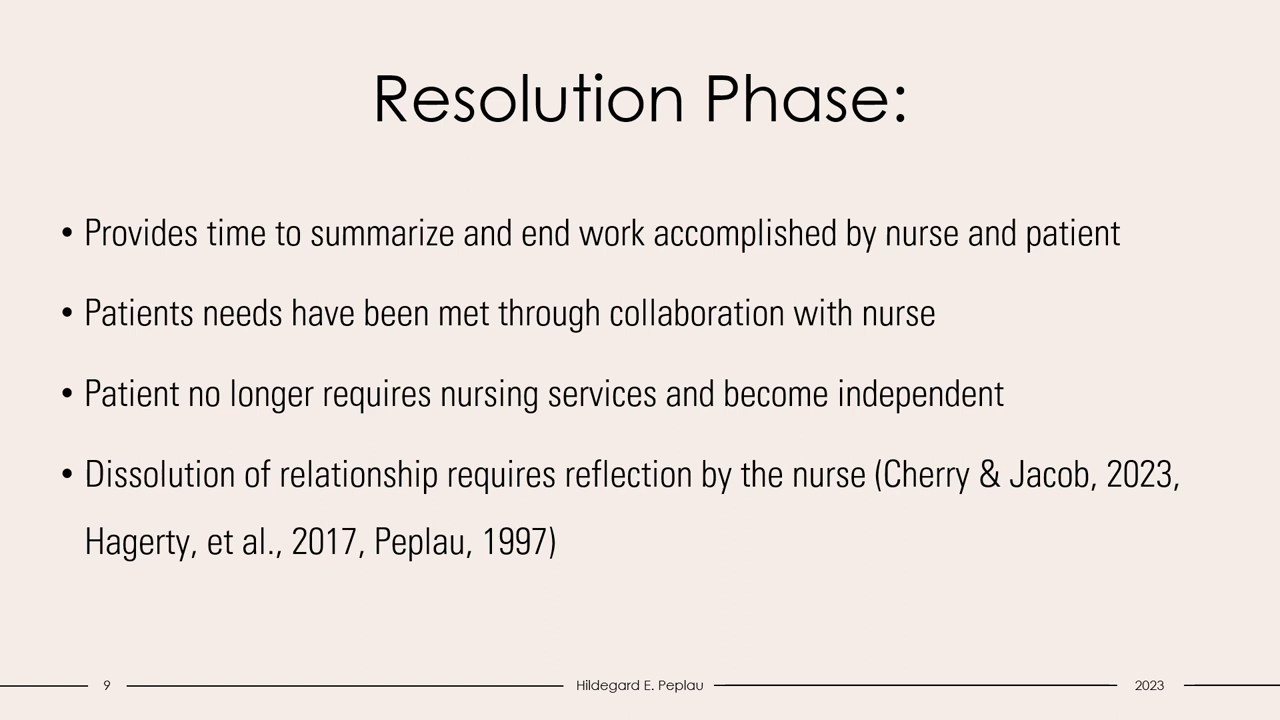 Resolution Phase:
• Provides time to summarize and end work accomplished by nurse and patient
• Patients needs have been met through collaboration with nurse
• Patient no longer requires nursing services and become independent
• Dissolution of relationship requires reflection by the nurse (Cherry & Jacob, 2023,
Hagerty, et al., 2017, Peplau, 1997)
9
Hildegard E. Peplau
2023